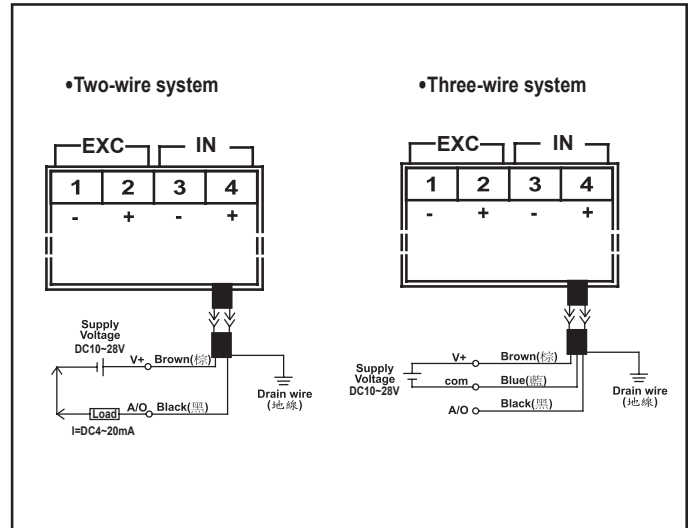 •Two-wire system
EXC IN
1 2 3 4
- + - +
Supply
Voltage
DC10~28V
V+ Brown(棕)
Drain wire
(地線)
Load A/O Black(黑)
I=DC4~20mA
•Three-wire system
EXC IN
1 2 3 4
- + - +
V+ Brown(棕)
Supply
Voltage
DC10~28V
com Blue(藍)
Drain wire
(地線)
A/O Black(黑)